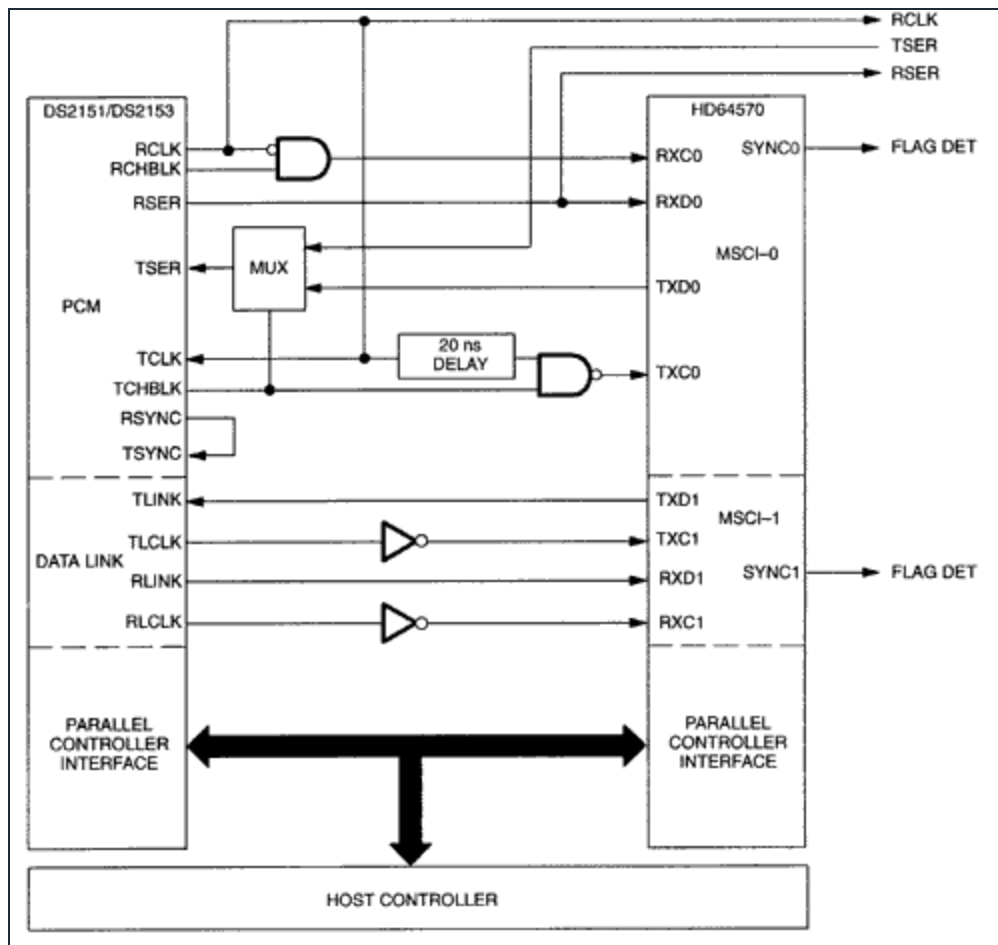 RCLK
TSER
RSER
DS2151/DS2153
HD64570
RCLK
RCHBLK
RSER
TSER
PCM
TCLK
TCHBLK
RSYNC
TSYNC
MUX
20 ns
DELAY
RXC0
RXD0
MSCI–0
TXD0
TXC0
SYNC0
FLAG DET
TLINK
TLCLK
DATA LINK
RLINK
RLCLK
TXD1
MSCI–1
TXC1
SYNC1
RXD1
RXC1
FLAG DET
PARALLEL
CONTROLLER
INTERFACE
PARALLEL
CONTROLLER
INTERFACE
HOST CONTROLLER